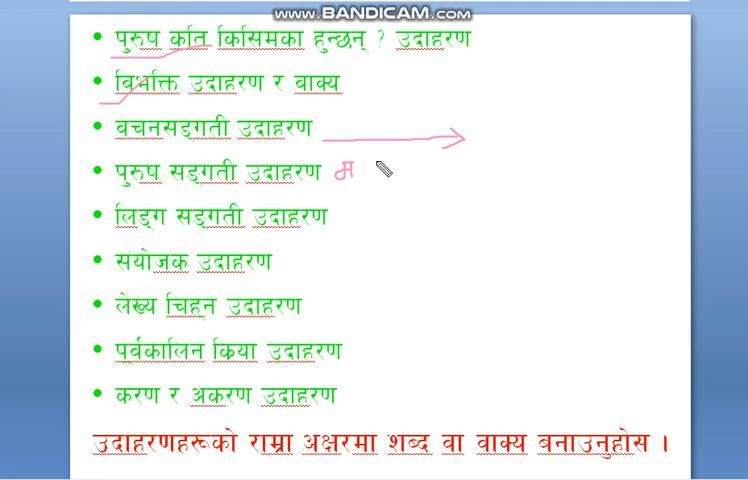 www.BANDICAM.com
पुरुष कति किसिमका हुन्छन् ? उदाहरण
विभक्ति उदाहरण र वाक्य
वचनसङ्गती उदाहरण
पुरुष सङ्गती उदाहरण म
लिङ्ग सङ्गती उदाहरण
संयोजक उदाहरण
लेख्य चिह्न उदाहरण
पूर्वकालिन क्रिया उदाहरण
करण र अकरण उदाहरण
उदाहरणहरूको राम्रा अक्षरमा शब्द वा वाक्य बनाउनुहोस ।